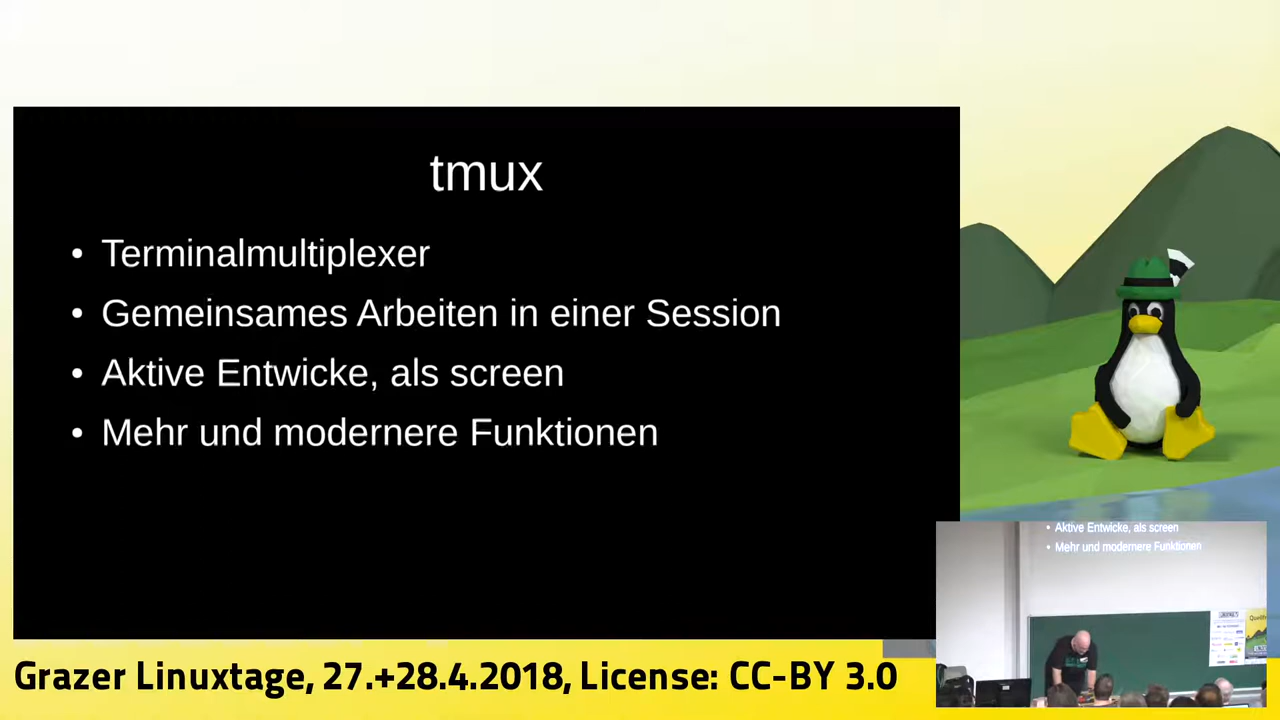 tmux
• Terminalmultiplexer
• Gemeinsames Arbeiten in einer Session
• Aktive Entwicke, als screen
• Mehr und modernere Funktionen
• Aktive Entwicke, als screen
• Mehr und modernere Funktionen
Grazer Linuxtage, 27.+28.4.2018, License: CC-BY 3.0